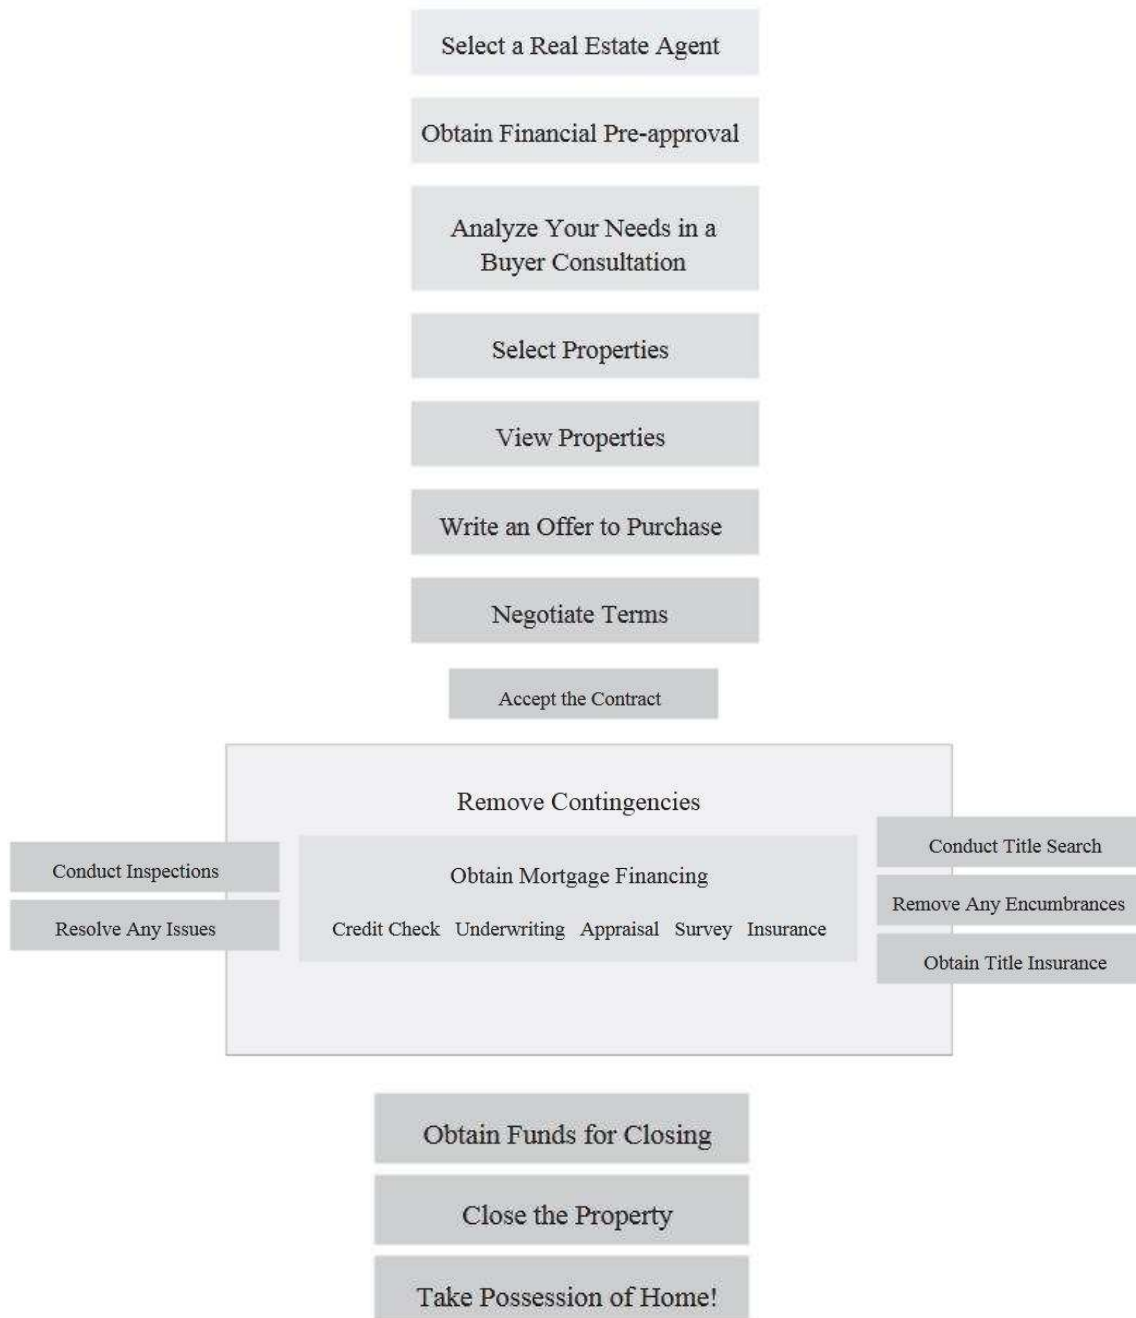 Select a Real Estate Agent
Obtain Financial Pre-approval
Analyze Your Needs in a
Buyer Consultation
Select Properties
View Properties
Write an Offer to Purchase
Negotiate Terms
Accept the Contract
Remove Contingencies
Conduct Inspections
Resolve Any Issues
Obtain Mortgage Financing
Credit Check Underwriting Appraisal Survey Insurance
Conduct Title Search
Remove Any Encumbrances
Obtain Title Insurance
Obtain Funds for Closing
Close the Property
Take Possession of Home!